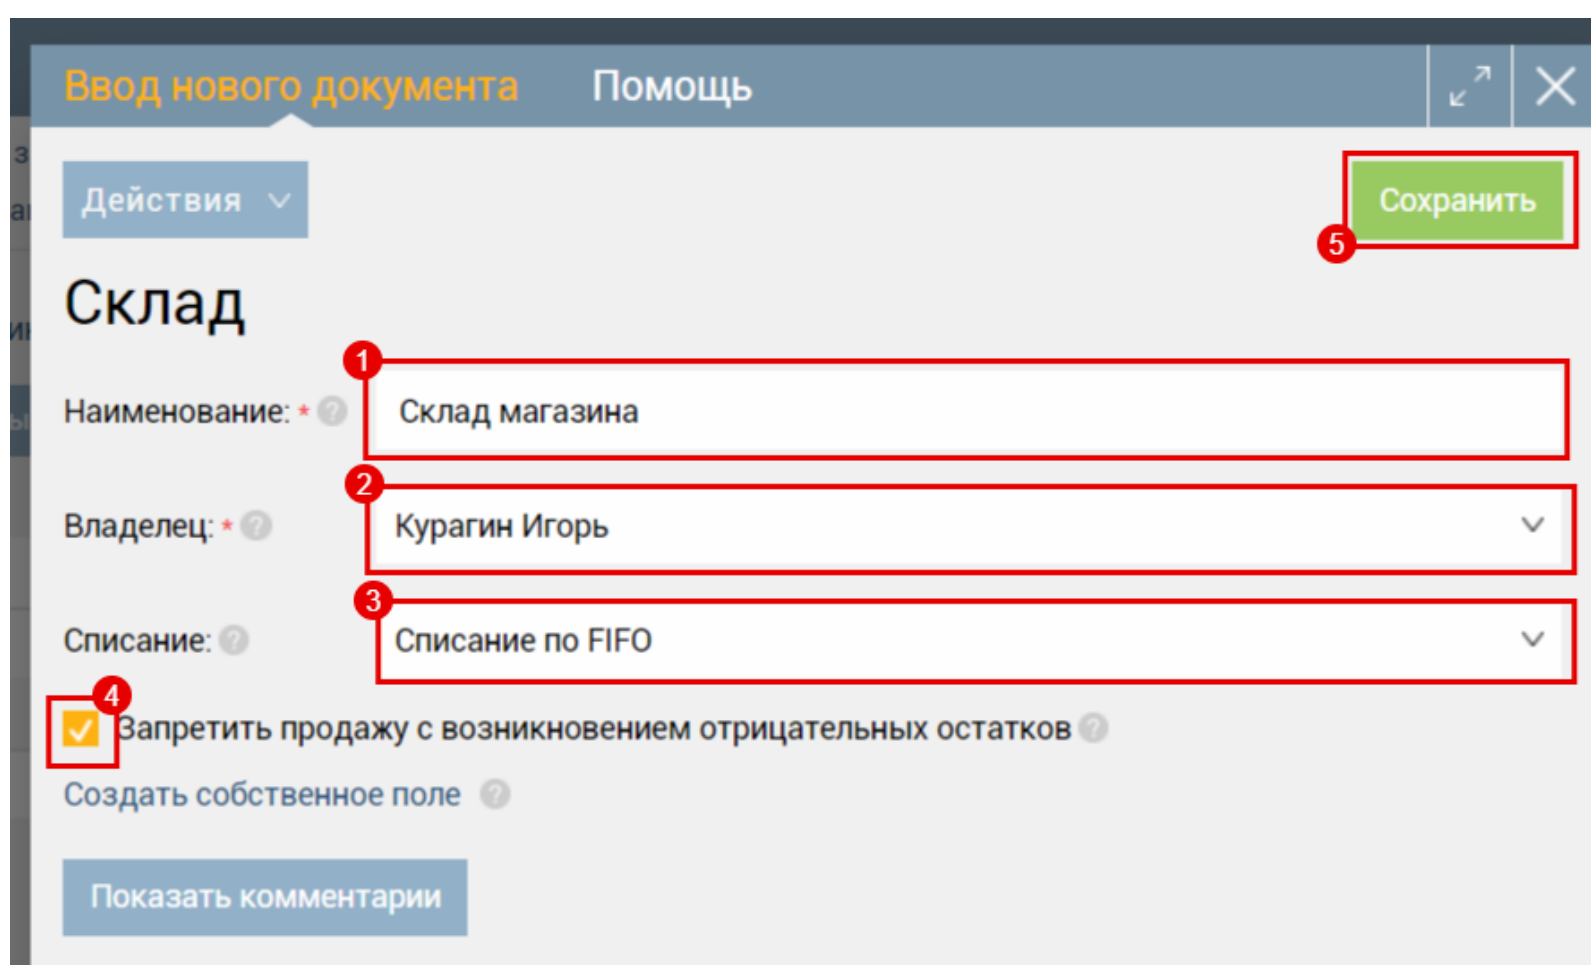 Ввод нового документа Помощь
Действия
Сохранить
5
Склад
1
Наименование: * ? Склад магазина
2
Владелец: * ? Курагин Игорь
3
Списание: ? Списание по FIFO
4
Запретить продажу с возникновением отрицательных остатков ?
Создать собственное поле ?
Показать комментарии